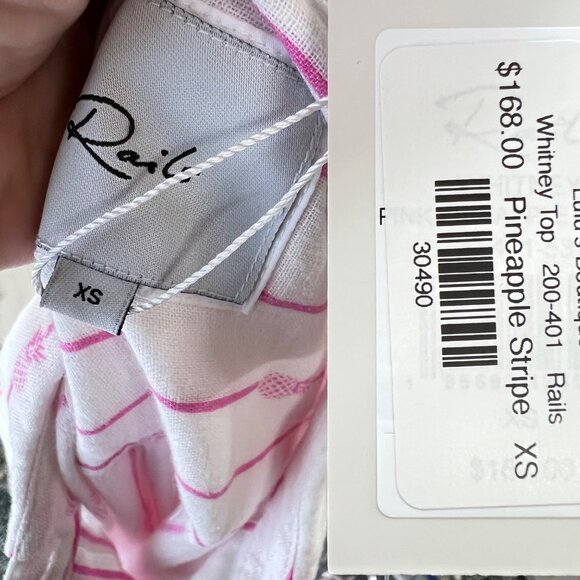 Rails
XS
Whitney Top 200-401 Rails
$168.00 Pineapple Stripe XS
30490